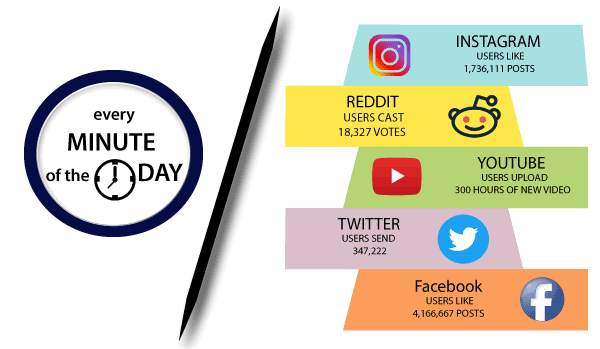 every
MINUTE
of the DAY
INSTAGRAM
USERS LIKE
1,736,111 POSTS
REDDIT
USERS CAST
18,327 VOTES
YOUTUBE
USERS UPLOAD
300 HOURS OF NEW VIDEO
TWITTER
USERS SEND
347,222
Facebook
USERS LIKE
4,166,667 POSTS